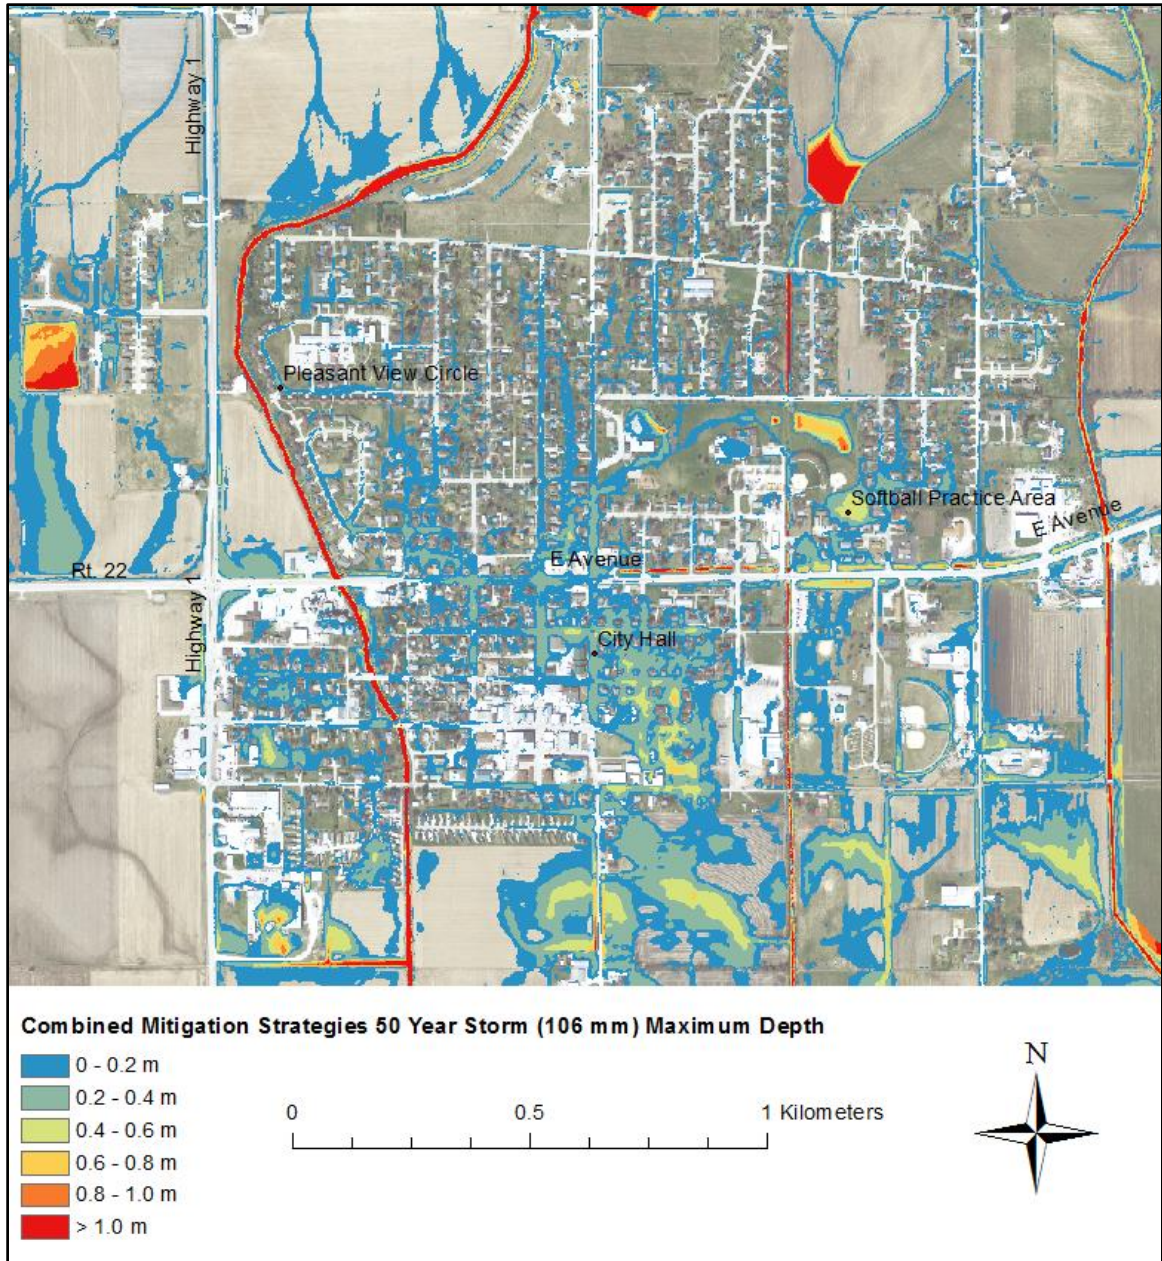 Highway 1
Pleasant View Circle
Softball Practice Area
E Avenue
E Avenue
Rt. 22
Highway 1
City Hall
Combined Mitigation Strategies 50 Year Storm (106 mm) Maximum Depth
0 - 0.2 m
0.2 - 0.4 m
0.4 - 0.6 m
0.6 - 0.8 m
0.8 - 1.0 m
> 1.0 m
0 0.5 1 Kilometers
N